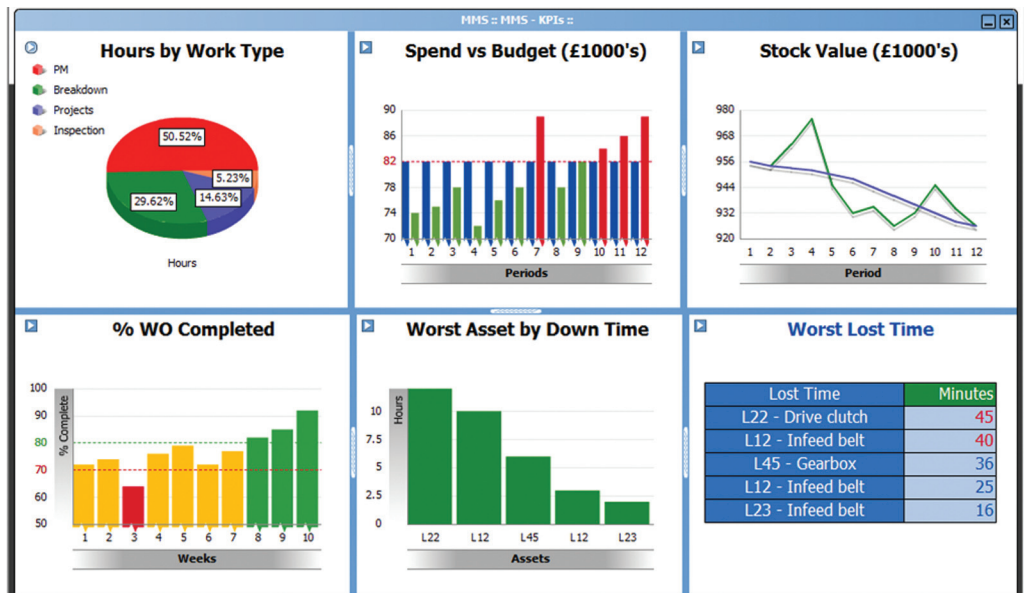 MMS :: MMS - KPIs ::
Hours by Work Type
PM
Breakdown
Projects
Inspection
50.52%
5.23%
14.63%
29.62%
Hours
Spend vs Budget (£1000's)
90
86
82
78
74
70
1 2 3 4 5 6 7 8 9 10 11 12
Periods
Stock Value (£1000's)
980
968
956
944
932
920
1 2 3 4 5 6 7 8 9 10 11 12
Period
% WO Completed
% Complete
100
90
80
70
60
50
1 2 3 4 5 6 7 8 9 10
Weeks
Worst Asset by Down Time
Hours
10
7.5
5
2.5
0
L22 L12 L45 L12 L23
Assets
Worst Lost Time
Lost Time Minutes
L22 - Drive clutch 45
L12 - Infeed belt 40
L45 - Gearbox 36
L12 - Infeed belt 25
L23 - Infeed belt 16